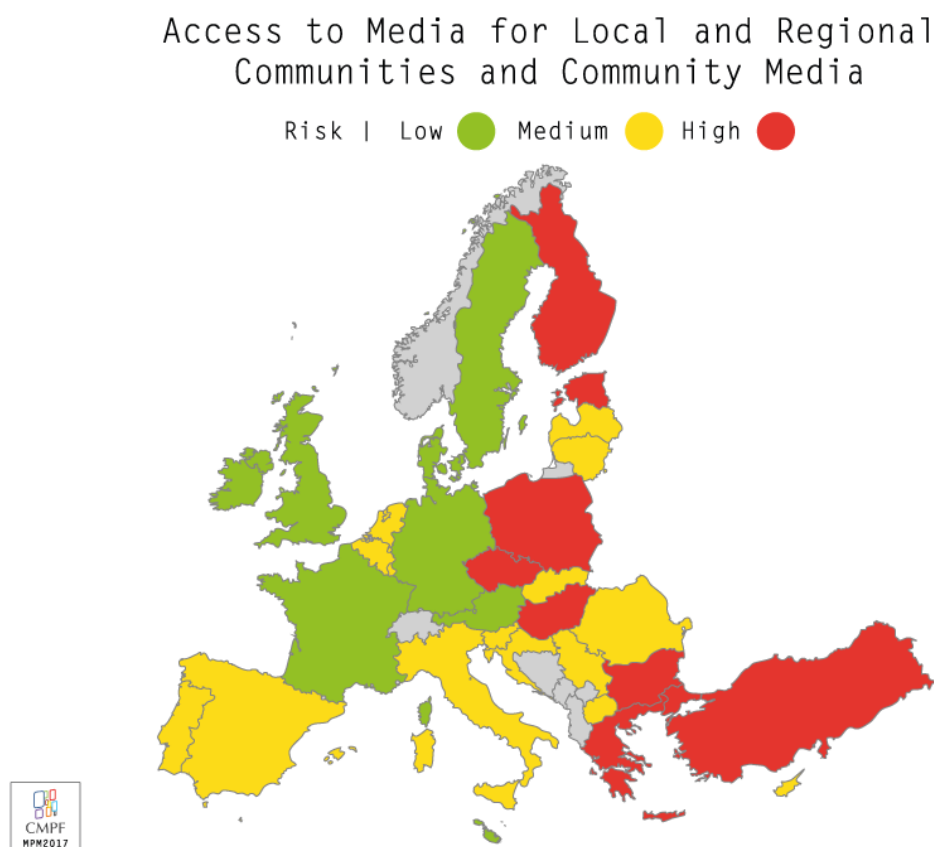 Access to Media for Local and Regional
Communities and Community Media
Risk | Low Medium High
CMPF
MPM2017